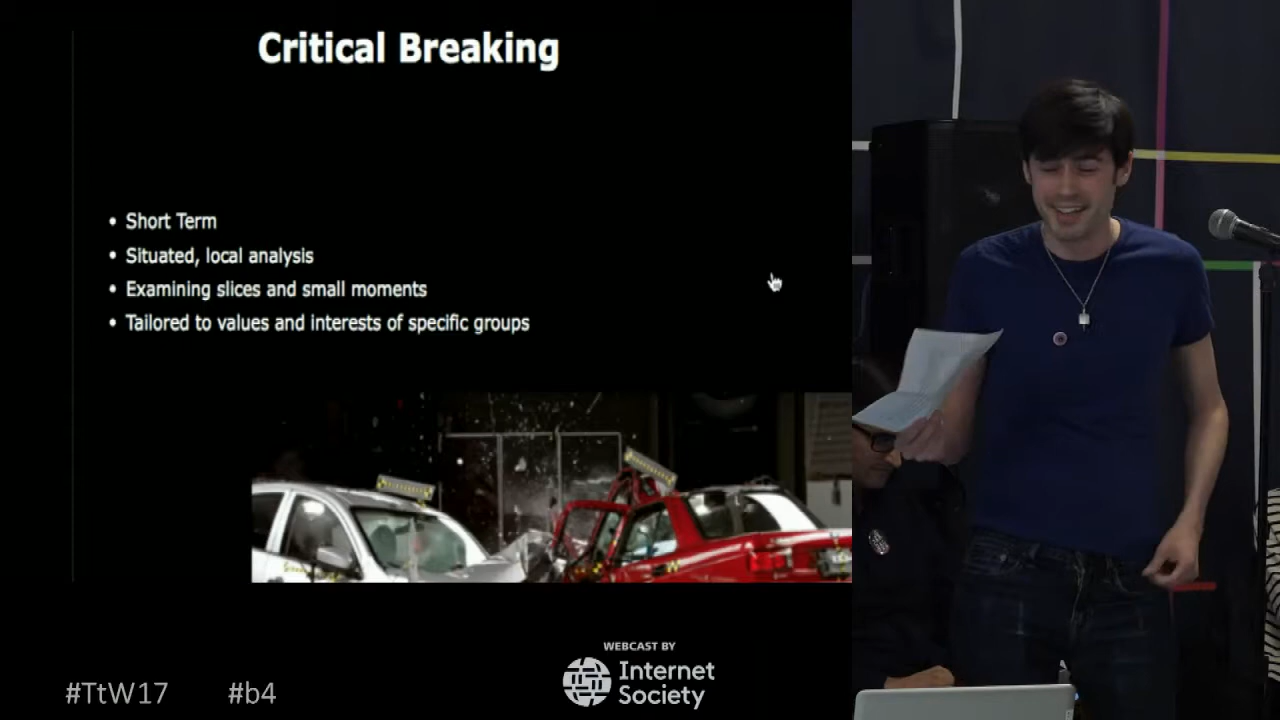 Critical Breaking
• Short Term
• Situated, local analysis
• Examining slices and small moments
• Tailored to values and interests of specific groups
WEBCAST BY
Internet
Society
#TtW17 #b4